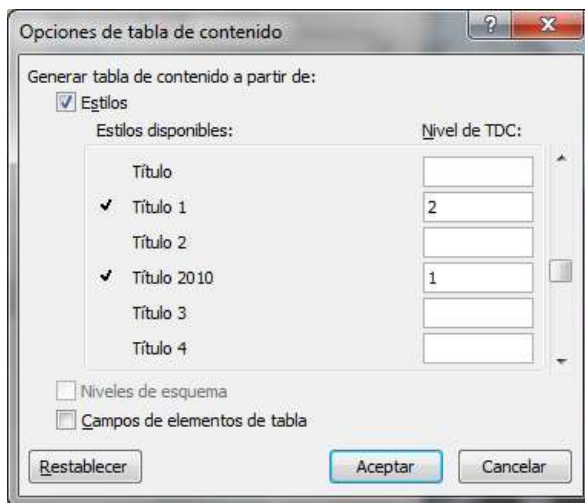 Opciones de tabla de contenido
Generar tabla de contenido a partir de:
Estilos
Estilos disponibles: Nivel de TDC:
Título
Título 1 2
Título 2
Título 2010 1
Título 3
Título 4
Niveles de esquema
Campos de elementos de tabla
Restablecer Aceptar Cancelar